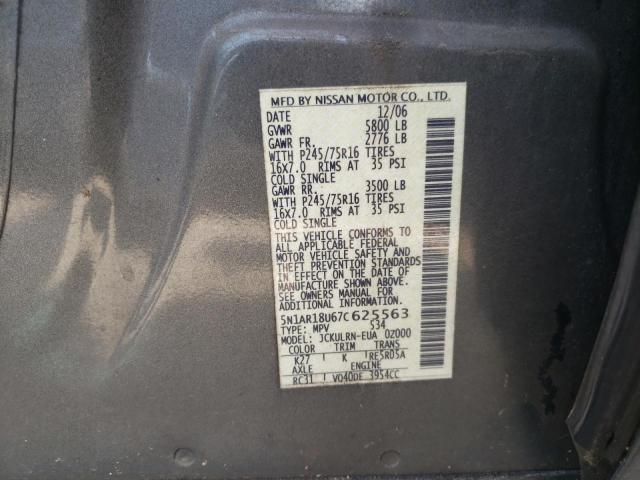 MFD BY NISSAN MOTOR CO., LTD.
DATE 12/06
GVWR 5800 LB
GAWR FR. 2776 LB
WITH P245/75R16 TIRES
16X7.0 RIMS AT 35 PSI
COLD SINGLE
GAWR RR. 3500 LB
WITH P245/75R16 TIRES
16X7.0 RIMS AT 35 PSI
COLD SINGLE
THIS VEHICLE CONFORMS TO
ALL APPLICABLE FEDERAL
MOTOR VEHICLE SAFETY AND
THEFT PREVENTION STANDARDS
IN EFFECT ON THE DATE OF
MANUFACTURE SHOWN ABOVE.
SEE OWNERS MANUAL FOR
ADDITIONAL INFORMATION.
5N1AR18U67C625563
TYPE: MPV S34
MODEL: JCKULRN-EUA 0Z000
COLOR TRIM TRANS
K27 K RE5R05A
AXLE ENGINE
RC31 VQ40DE 3954CC